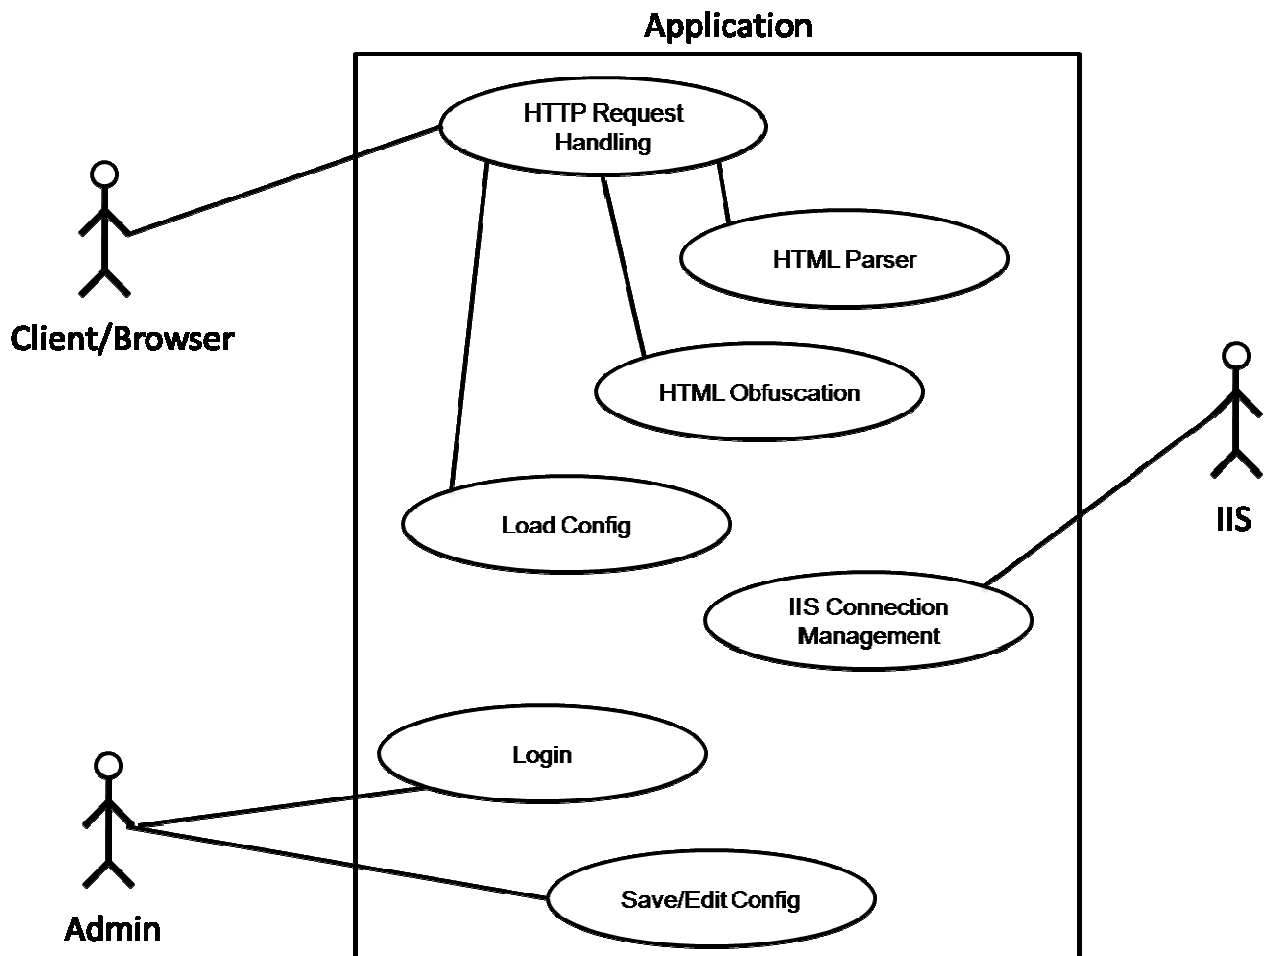 Application
HTTP Request
Handling
HTML Parser
Client/Browser
HTML Obfuscation
Load Config
IIS
IIS Connection
Management
Login
Save/Edit Config
Admin